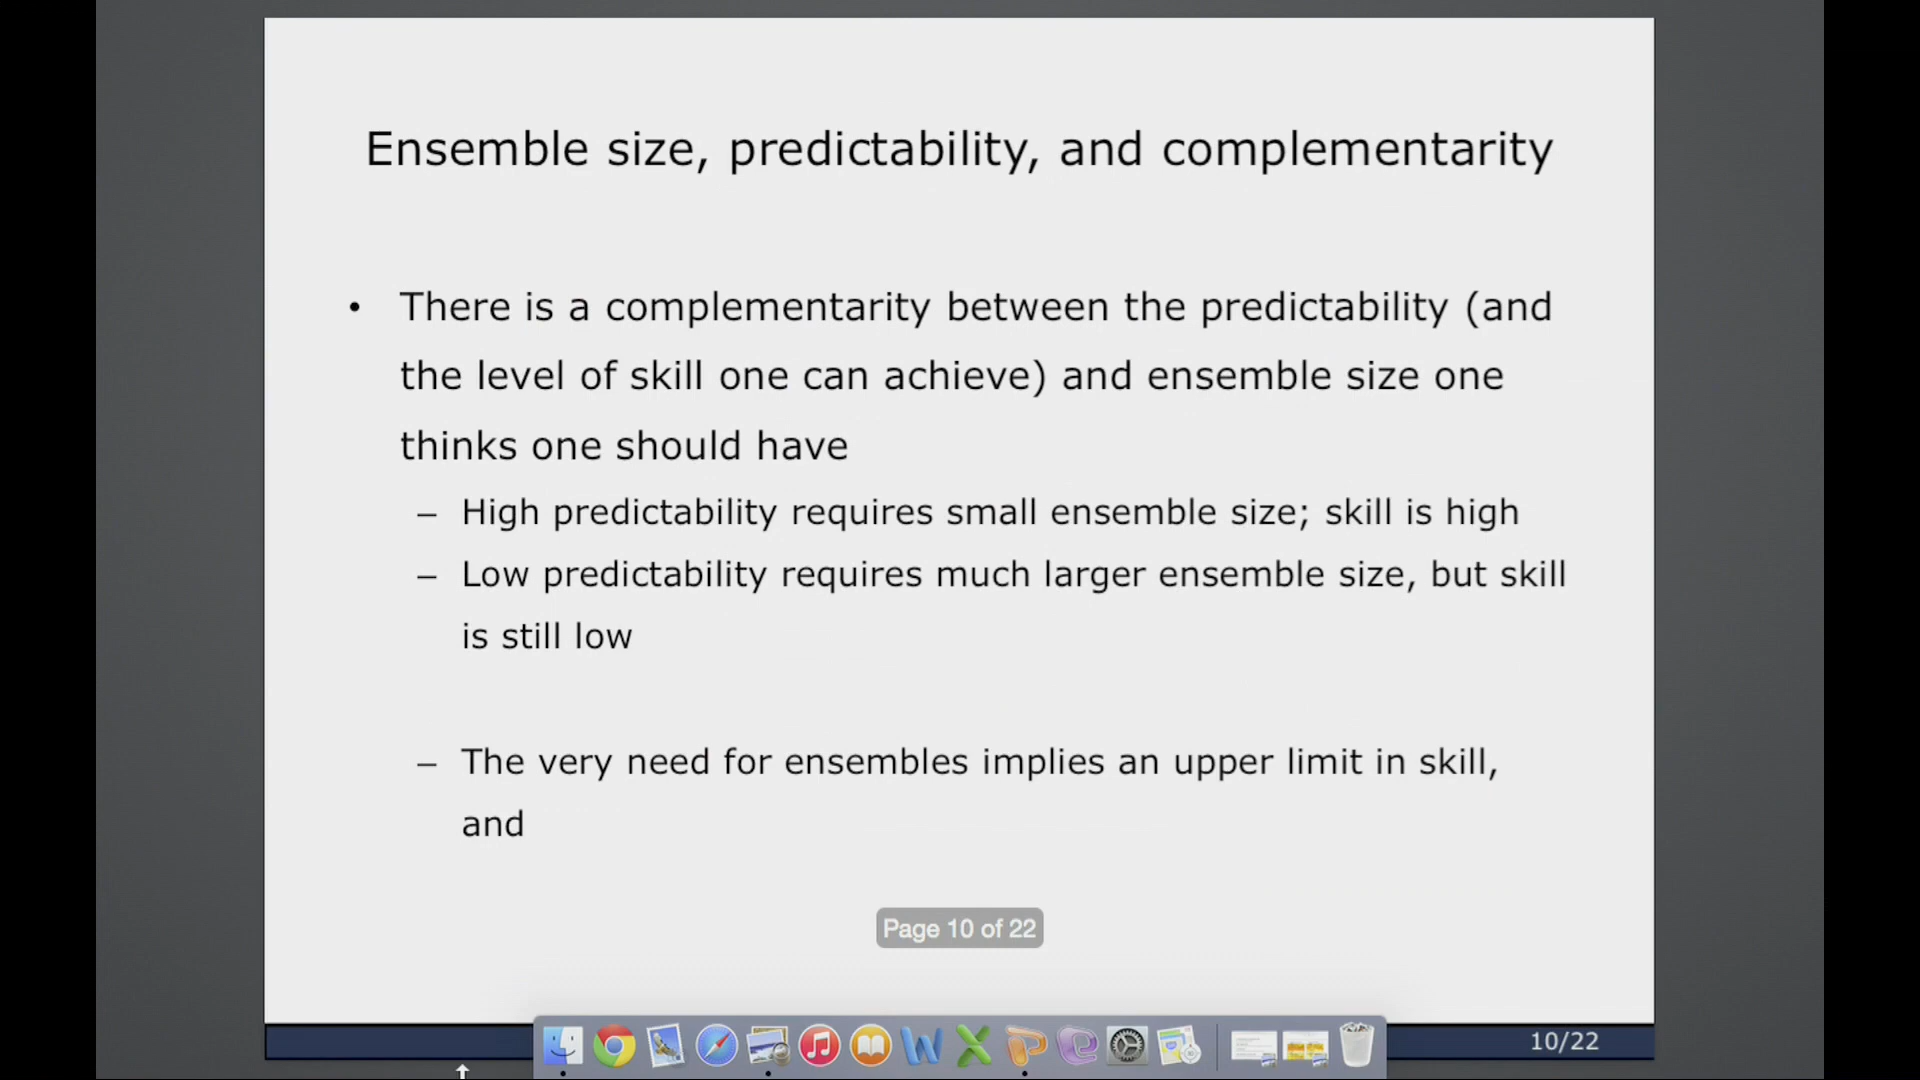 Ensemble size, predictability, and complementarity
• There is a complementarity between the predictability (and
the level of skill one can achieve) and ensemble size one
thinks one should have
– High predictability requires small ensemble size; skill is high
– Low predictability requires much larger ensemble size, but skill
is still low
– The very need for ensembles implies an upper limit in skill,
and
Page 10 of 22
10/22